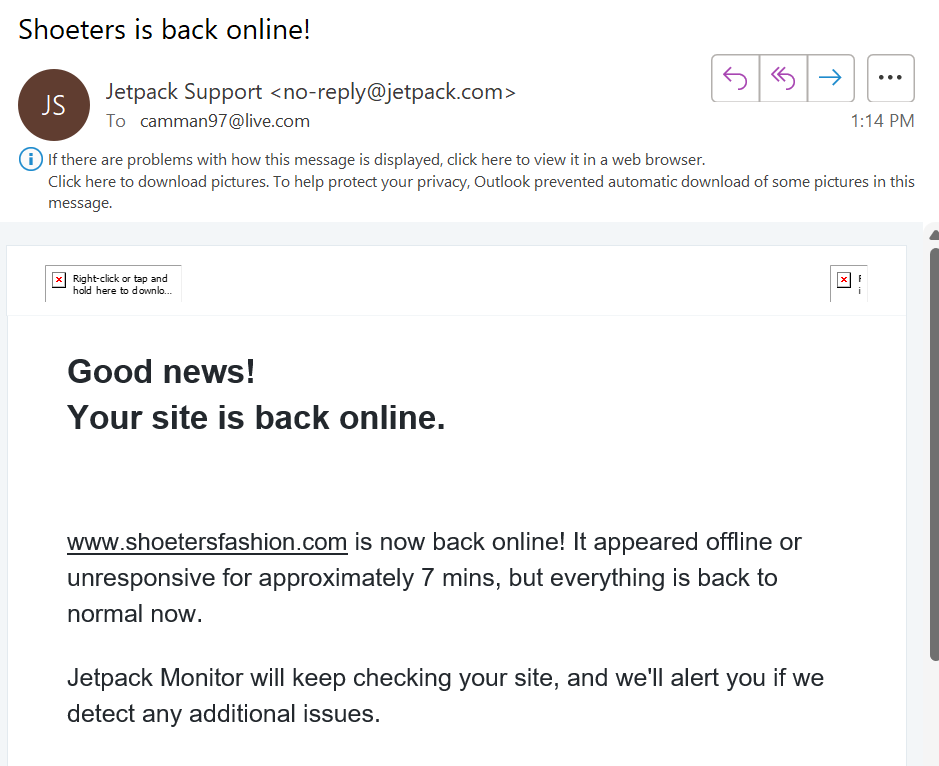 Shoeters is back online!
JS
Jetpack Support <no-reply@jetpack.com>
To camman97@live.com
1:14 PM
If there are problems with how this message is displayed, click here to view it in a web browser.
Click here to download pictures. To help protect your privacy, Outlook prevented automatic download of some pictures in this
message.
Right-click or tap and
hold here to downlo...
Good news!
Your site is back online.
www.shoetersfashion.com is now back online! It appeared offline or
unresponsive for approximately 7 mins, but everything is back to
normal now.
Jetpack Monitor will keep checking your site, and we'll alert you if we
detect any additional issues.